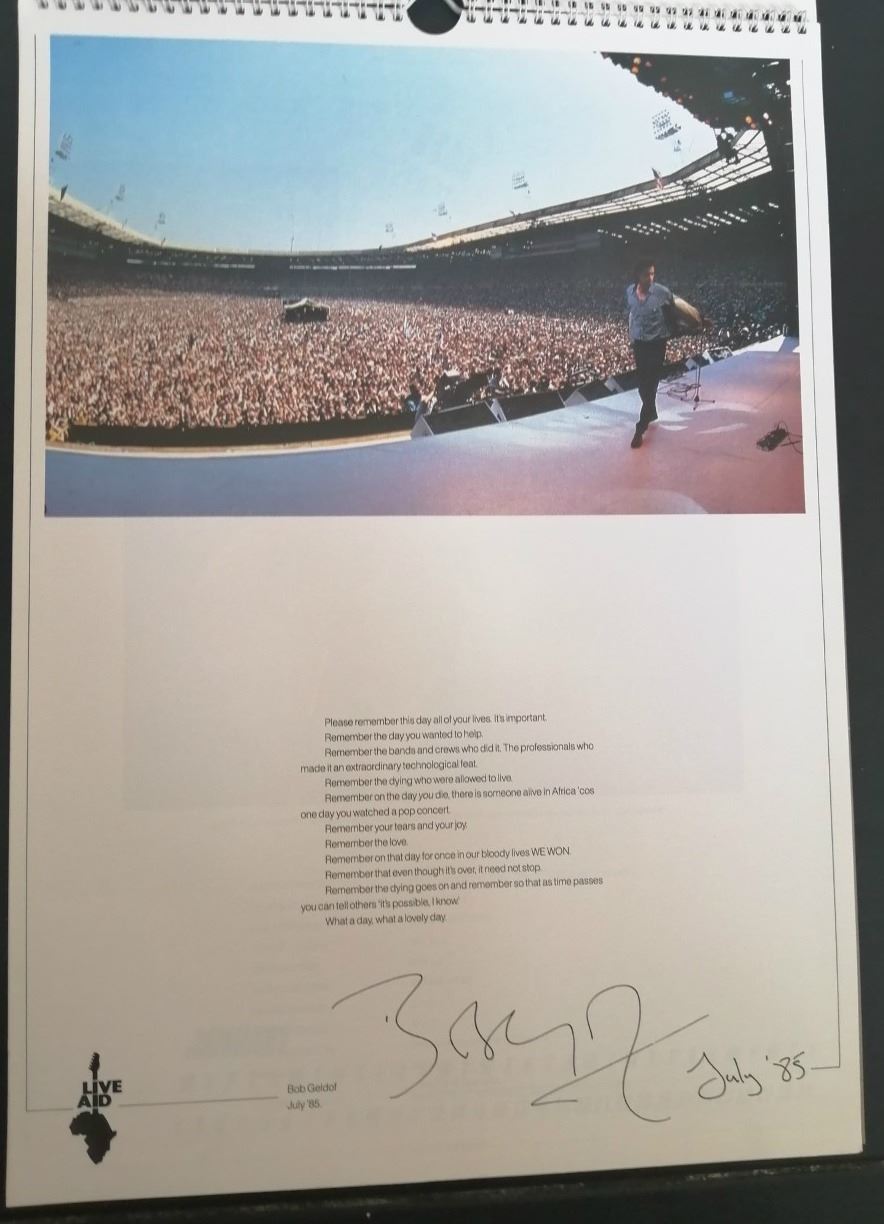 Please remember this day all of your lives. It's important.
Remember the day you wanted to help.
Remember the bands and crews who did it. The professionals who
made it an extraordinary technological feat.
Remember the dying who were allowed to live.
Remember on the day you die, there is someone alive in Africa 'cos
one day you watched a pop concert.
Remember your tears and your joy.
Remember the love.
Remember on that day for once in our bloody lives WE WON.
Remember that even though it's over, it need not stop.
Remember the dying goes on and remember so that as time passes
you can tell others 'it's possible, I know.'
What a day, what a lovely day.
July '85
LIVE
AID
Bob Geldof
July '85.